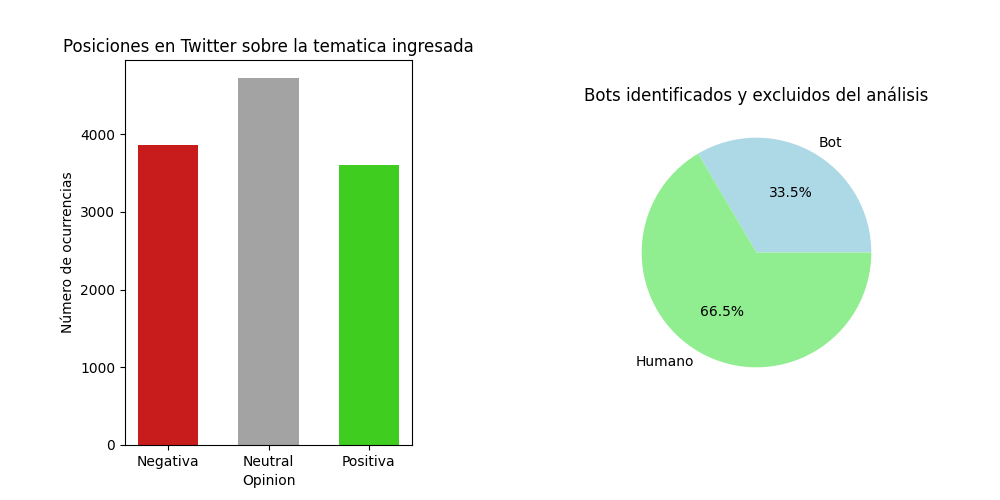 Posiciones en Twitter sobre la tematica ingresada
Número de ocurrencias
4000
3000
2000
1000
0
Negativa
Neutral
Positiva
Opinion
Bots identificados y excluidos del análisis
Bot
33.5%
66.5%
Humano